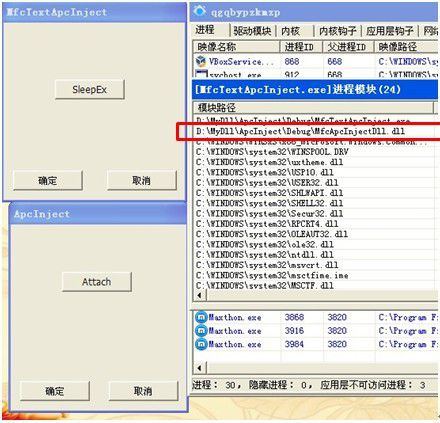 MfcTextApcInject
SleepEx
确定
取消
ApcInject
Attach
确定
取消
qgqbypzkmzp
进程 驱动模块 内核 内核钩子 应用层钩子
映像名称 进程ID 父进程ID 映像路径
VBoxService... 868 668 C:\WINDOWS\s
svchost.exe 912 668 C:\WINDOWS\s
[MfcTextApcInject.exe]进程模块(24)
模块路径
D:\MyDll\ApcInject\Debug\MfcTextApcInject.exe
D:\MyDll\ApcInject\Debug\MfcApcInjectDll.dll
C:\WINDOWS\WinSxS\x86_Microsoft.Windows.Common...
C:\WINDOWS\system32\WINSPOOL.DRV
C:\WINDOWS\system32\uxtheme.dll
C:\WINDOWS\system32\USP10.dll
C:\WINDOWS\system32\USER32.dll
C:\WINDOWS\system32\SHLWAPI.dll
C:\WINDOWS\system32\SHELL32.dll
C:\WINDOWS\system32\Secur32.dll
C:\WINDOWS\system32\RPCRT4.dll
C:\WINDOWS\system32\OLEAUT32.dll
C:\WINDOWS\system32\ole32.dll
C:\WINDOWS\system32\ntdll.dll
C:\WINDOWS\system32\msvcrt.dll
C:\WINDOWS\system32\msctfime.ime
C:\WINDOWS\system32\MSCTF.dll
Maxthon.exe 3868 3820 C:\Program F
Maxthon.exe 3916 3820 C:\Program F
Maxthon.exe 3984 3820 C:\Program F
进程: 30, 隐藏进程: 0, 应用层不可访问进程: 3